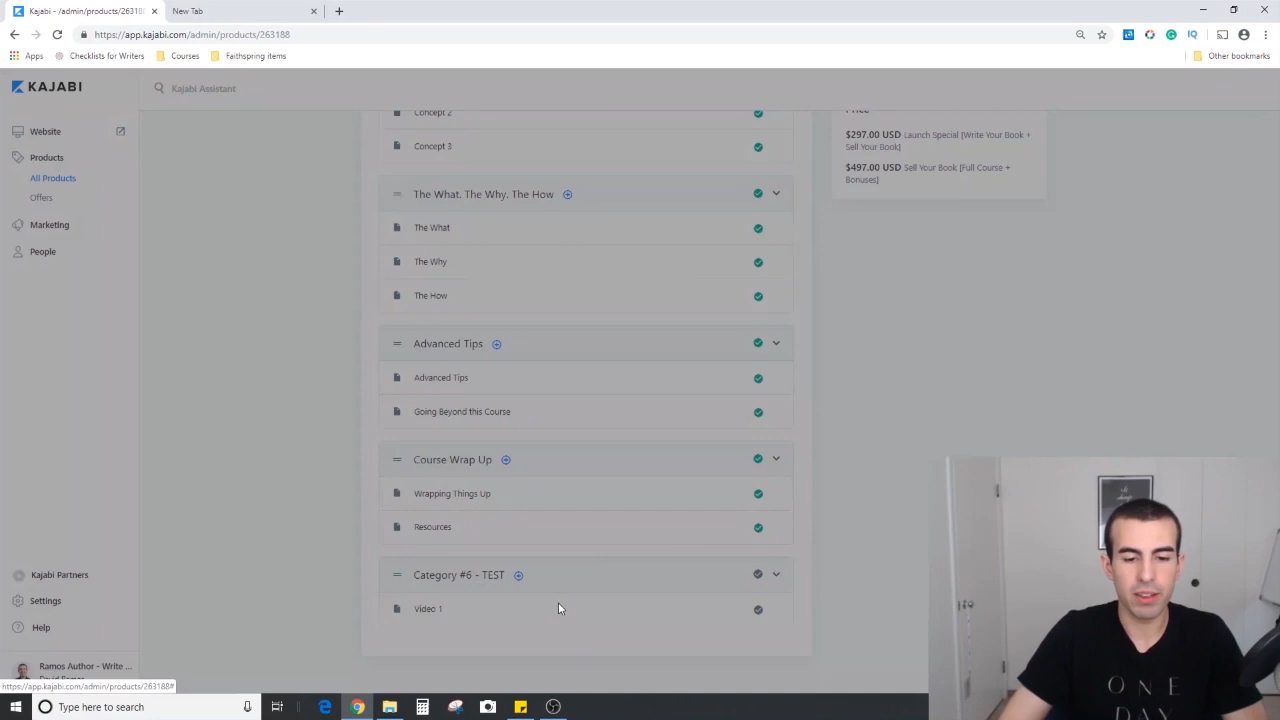 Kajabi - /admin/products/26318
New Tab
https://app.kajabi.com/admin/products/263188
Apps
Checklists for Writers
Courses
Faithspring items
Other bookmarks
KAJABI
Kajabi Assistant
Website
Products
All Products
Offers
Marketing
People
Concept 2
Concept 3
The What. The Why. The How
The What
The Why
The How
Advanced Tips
Advanced Tips
Going Beyond this Course
Course Wrap Up
Wrapping Things Up
Resources
Category #6 - TEST
Video 1
Price
$297.00 USD Launch Special [Write Your Book +
Sell Your Book]
$497.00 USD Sell Your Book [Full Course +
Bonuses]
Kajabi Partners
Settings
Help
Ramos Author - Write ...
David Ramos
https://app.kajabi.com/admin/products/263188#
Type here to search
ONE
DAY